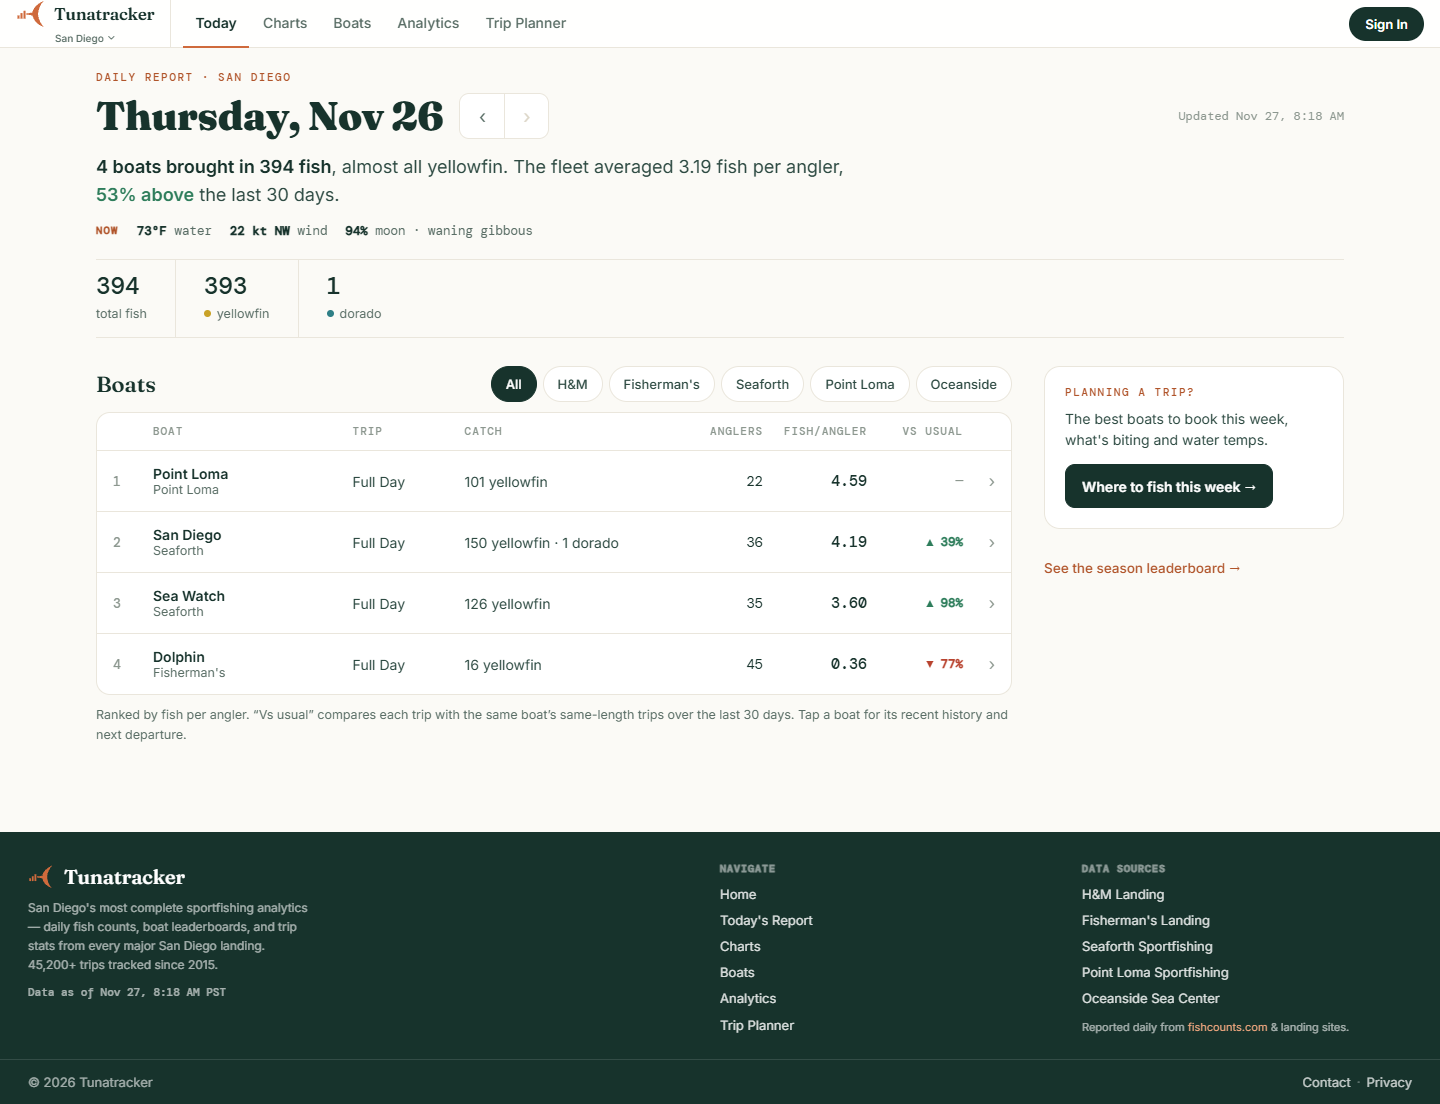 Tunatracker
San Diego
Today Charts Boats Analytics Trip Planner
Sign In
DAILY REPORT · SAN DIEGO
Thursday, Nov 26 ‹ ›
Updated Nov 27, 8:18 AM
4 boats brought in 394 fish, almost all yellowfin. The fleet averaged 3.19 fish per angler,
53% above the last 30 days.
NOW 73°F water 22 kt NW wind 94% moon · waning gibbous
394 393 1
total fish yellowfin dorado
Boats
All H&M Fisherman's Seaforth Point Loma Oceanside
BOAT TRIP CATCH ANGLERS FISH/ANGLER VS USUAL
1 Point Loma Full Day 101 yellowfin 22 4.59 — ›
Point Loma
2 San Diego Full Day 150 yellowfin · 1 dorado 36 4.19 ▲ 39% ›
Seaforth
3 Sea Watch Full Day 126 yellowfin 35 3.60 ▲ 98% ›
Seaforth
4 Dolphin Full Day 16 yellowfin 45 0.36 ▼ 77% ›
Fisherman's
Ranked by fish per angler. “Vs usual” compares each trip with the same boat’s same-length trips over the last 30 days. Tap a boat for its recent history and
next departure.
PLANNING A TRIP?
The best boats to book this week,
what's biting and water temps.
Where to fish this week →
See the season leaderboard →
Tunatracker
San Diego's most complete sportfishing analytics
— daily fish counts, boat leaderboards, and trip
stats from every major San Diego landing.
45,200+ trips tracked since 2015.
Data as of Nov 27, 8:18 AM PST
NAVIGATE
Home
Today's Report
Charts
Boats
Analytics
Trip Planner
DATA SOURCES
H&M Landing
Fisherman's Landing
Seaforth Sportfishing
Point Loma Sportfishing
Oceanside Sea Center
Reported daily from fishcounts.com & landing sites.
© 2026 Tunatracker
Contact · Privacy